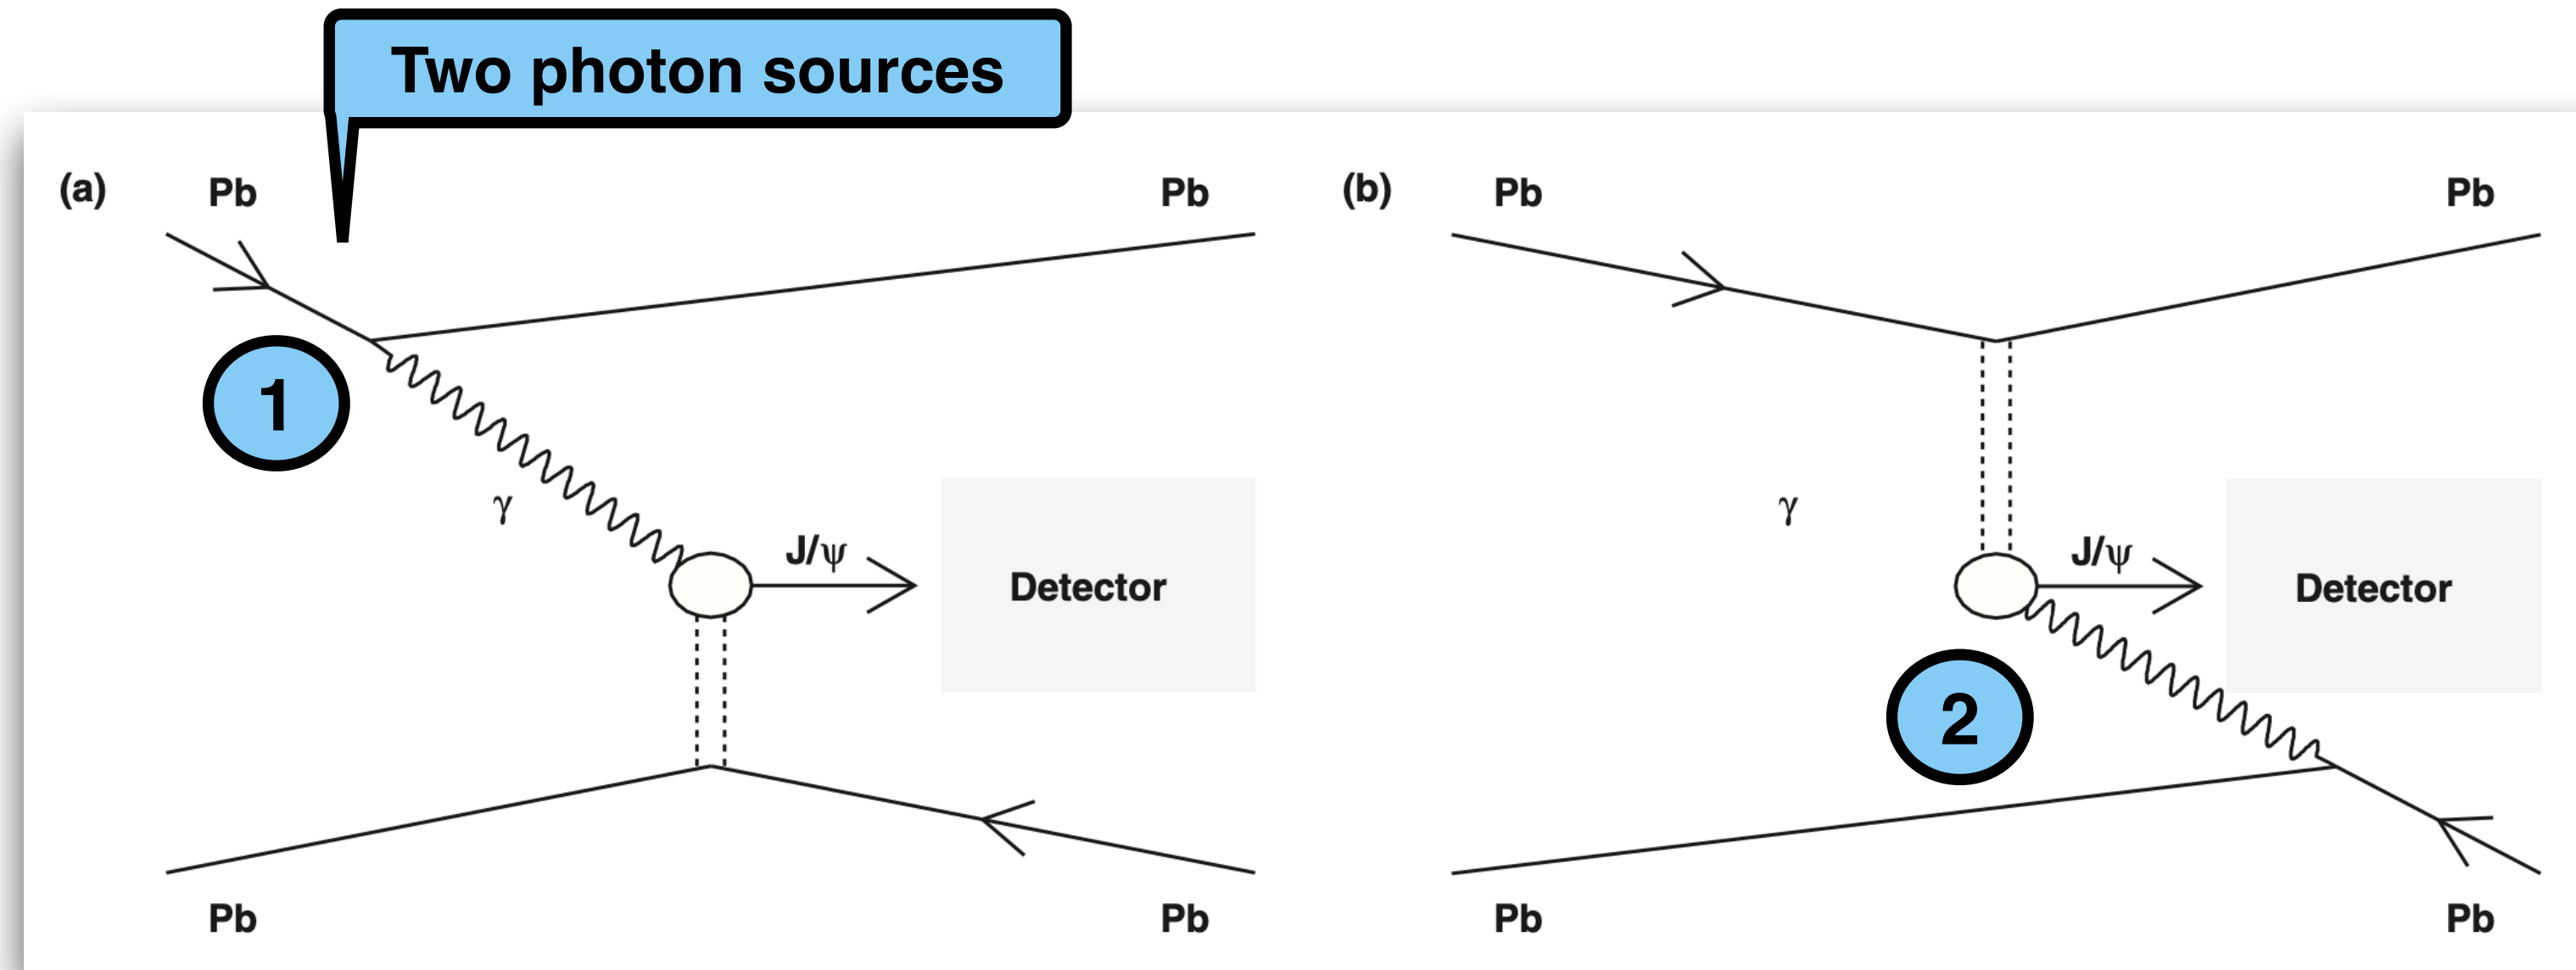 Two photon sources
(a)
Pb
Pb
1
γ
J/ψ
Detector
Pb
Pb
(b)
Pb
Pb
γ
J/ψ
Detector
2
Pb
Pb